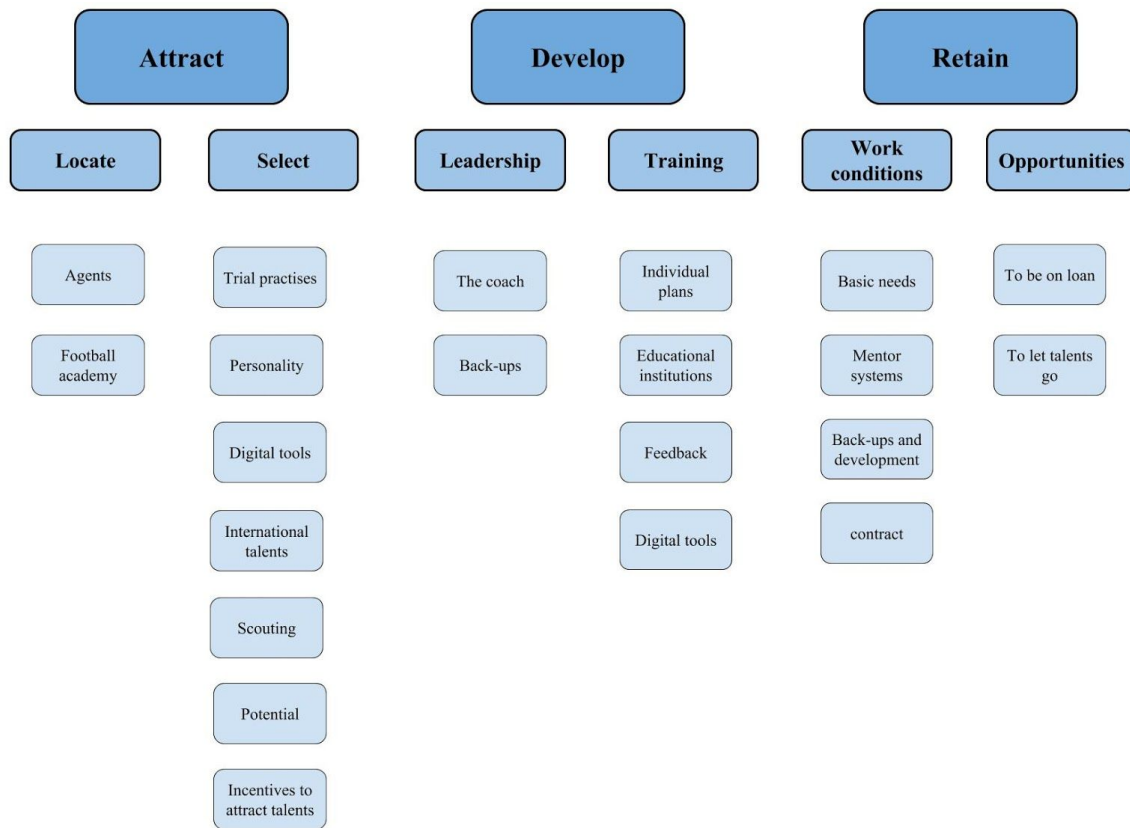 Attract
Develop
Retain
Locate
Select
Leadership
Training
Work
conditions
Opportunities
Agents
Trial practises
The coach
Individual
plans
Basic needs
To be on loan
Football
academy
Personality
Back-ups
Educational
institutions
Mentor
systems
To let talents
go
Digital tools
Feedback
Back-ups and
development
International
talents
Digital tools
contract
Scouting
Potential
Incentives to
attract talents